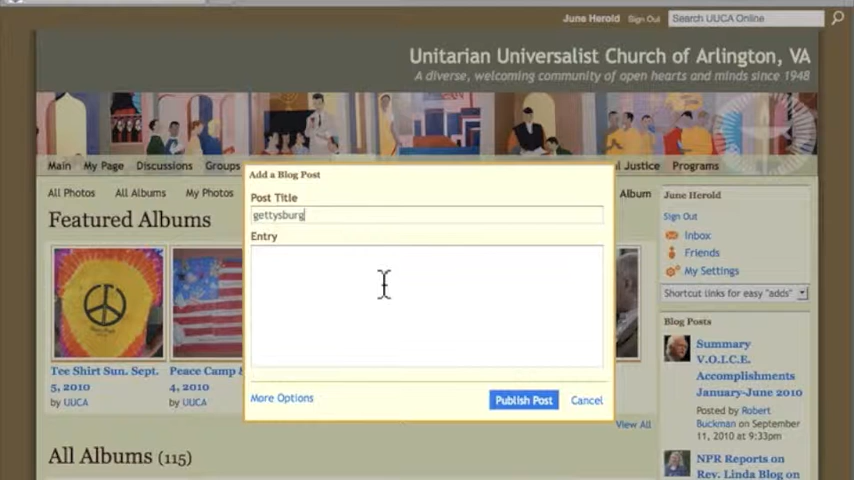 June Herold Sign Out Search UUCA Online
Unitarian Universalist Church of Arlington, VA
A diverse, welcoming community of open hearts and minds since 1948
Main My Page Discussions Groups l Justice Programs
All Photos All Albums My Photos Album
Featured Albums
Tee Shirt Sun. Sept. 5, 2010
by UUCA
Peace Camp &
4, 2010
by UUCA
View All
All Albums (115)
Add a Blog Post
Post Title
gettysburg
Entry
More Options Publish Post Cancel
June Herold
Sign Out
Inbox
Friends
My Settings
Shortcut links for easy "adds"
Blog Posts
Summary
V.O.I.C.E.
Accomplishments
January-June 2010
Posted by Robert
Buckman on September
11, 2010 at 9:33pm
NPR Reports on
Rev. Linda Blog on